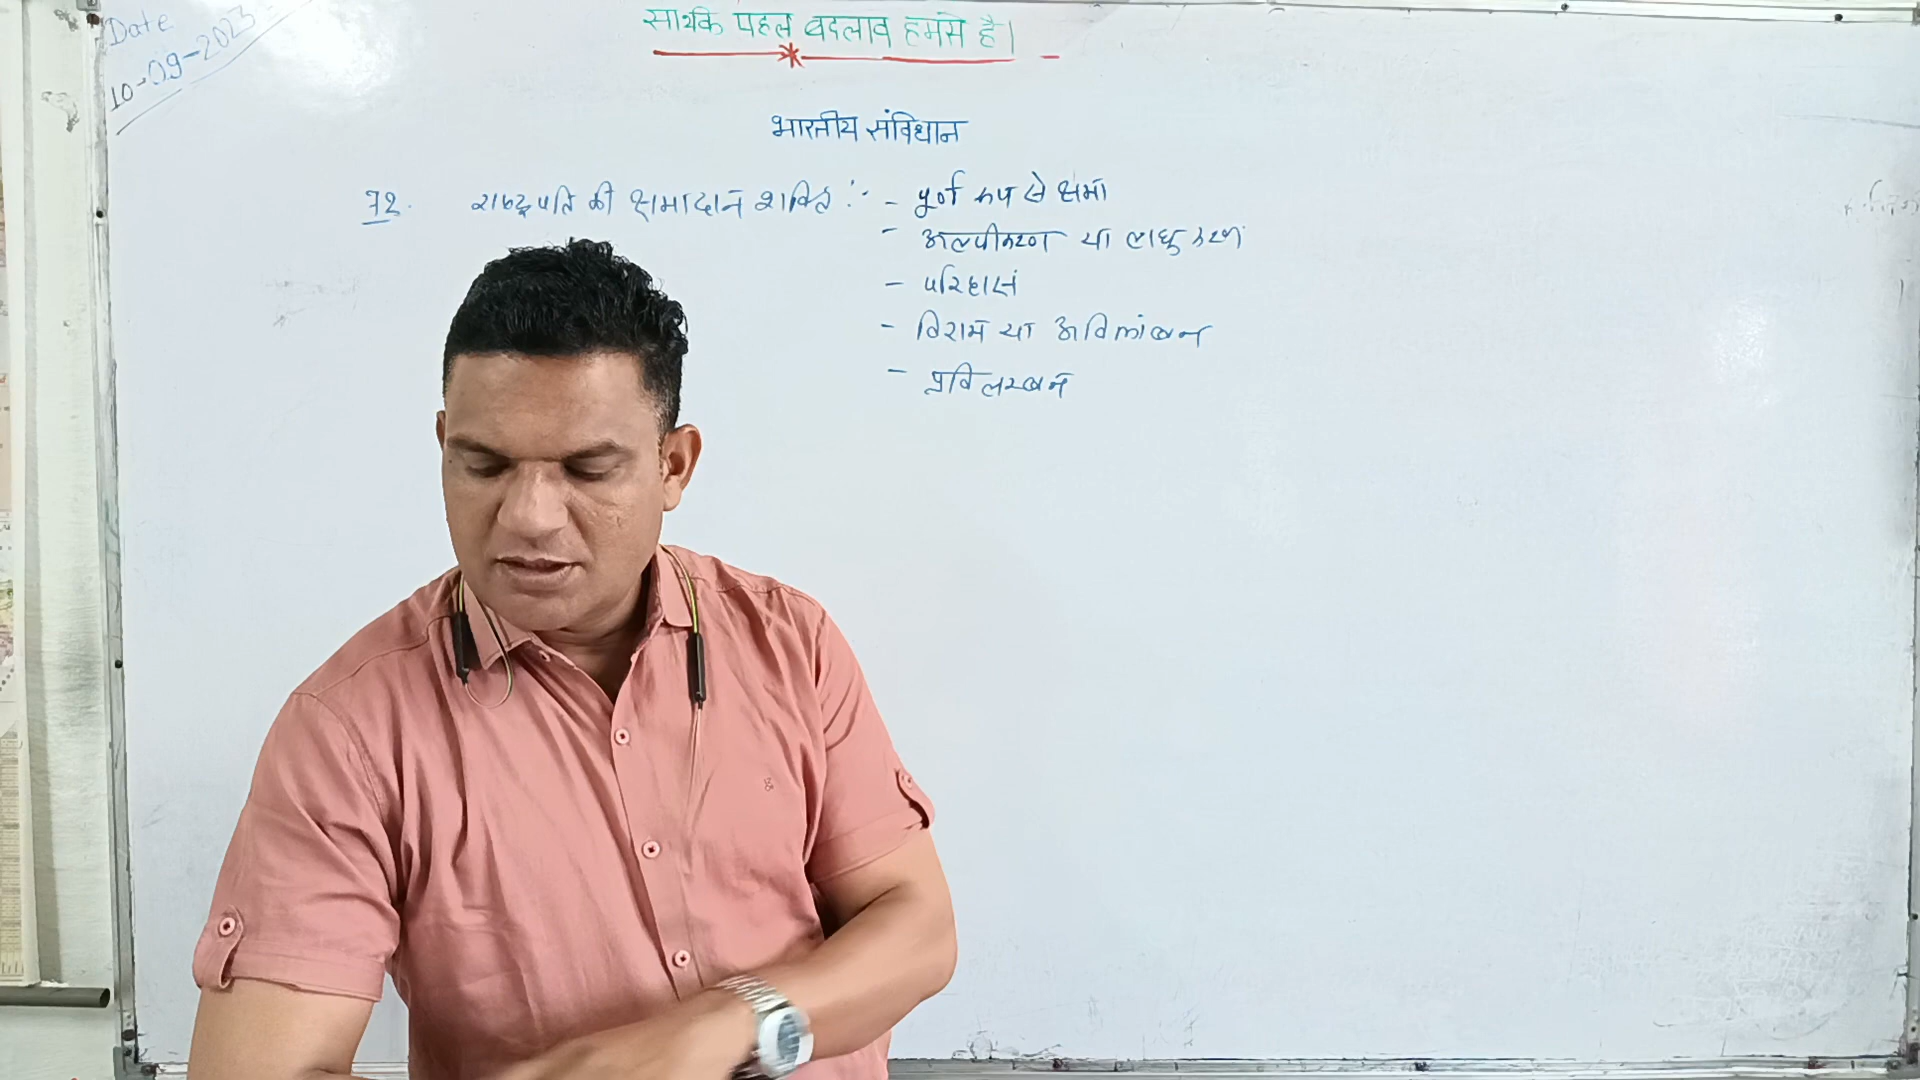 Date
10-09-2023
सार्थक पहल बदलाव हमसे है।
भारतीय संविधान
72. राष्ट्रपति की क्षमादान शक्ति :- - पूर्ण रूप से क्षमा
- अल्पीकरण या लघुकरण
- परिहार
- विराम या अविलंबन
- प्रविलम्बन